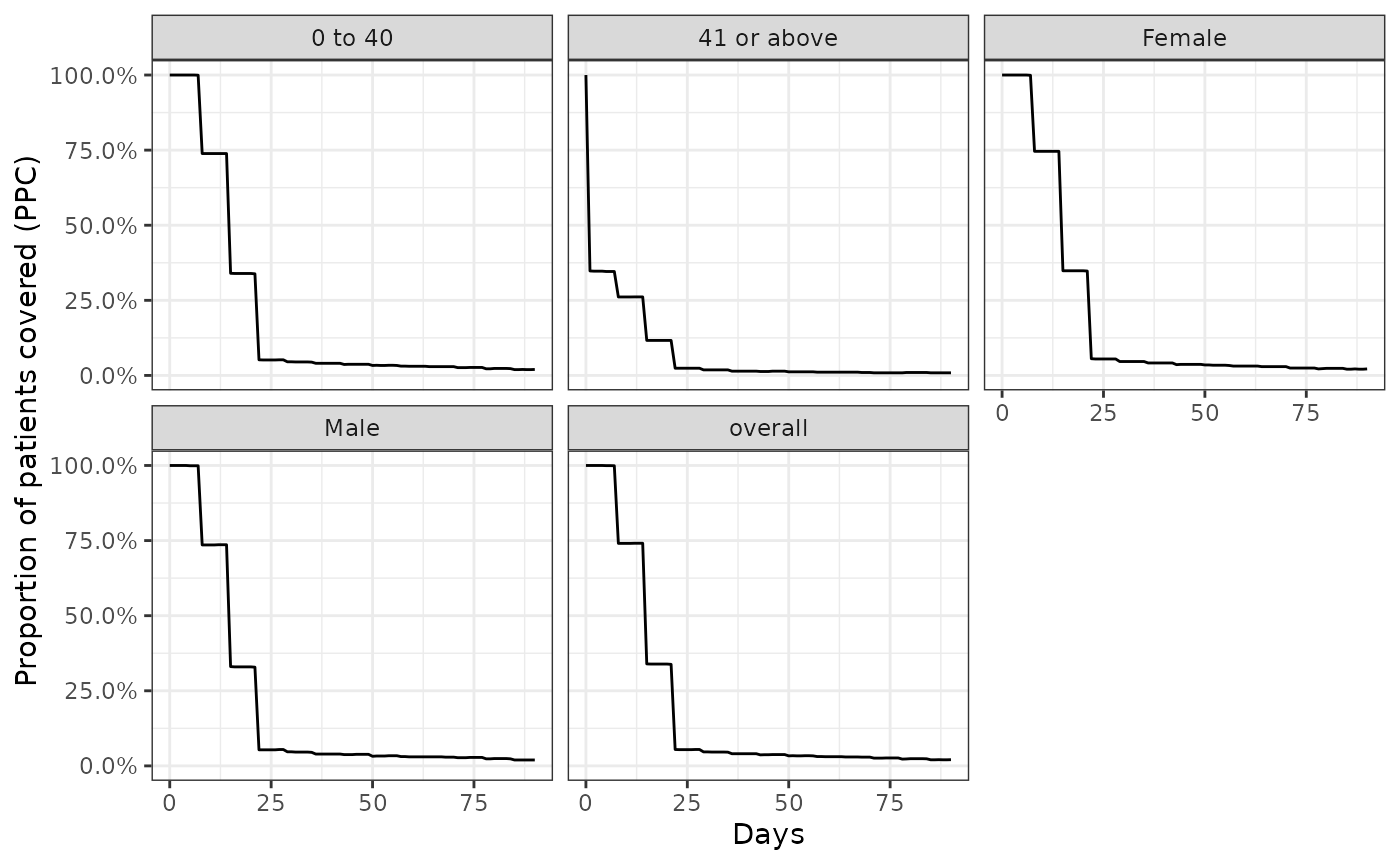 0 to 40
41 or above
Female
100.0%
75.0%
50.0%
25.0%
0.0%
0 25 50 75
Male
overall
100.0%
75.0%
50.0%
25.0%
0.0%
0 25 50 75
0 25 50 75
Days
Proportion of patients covered (PPC)